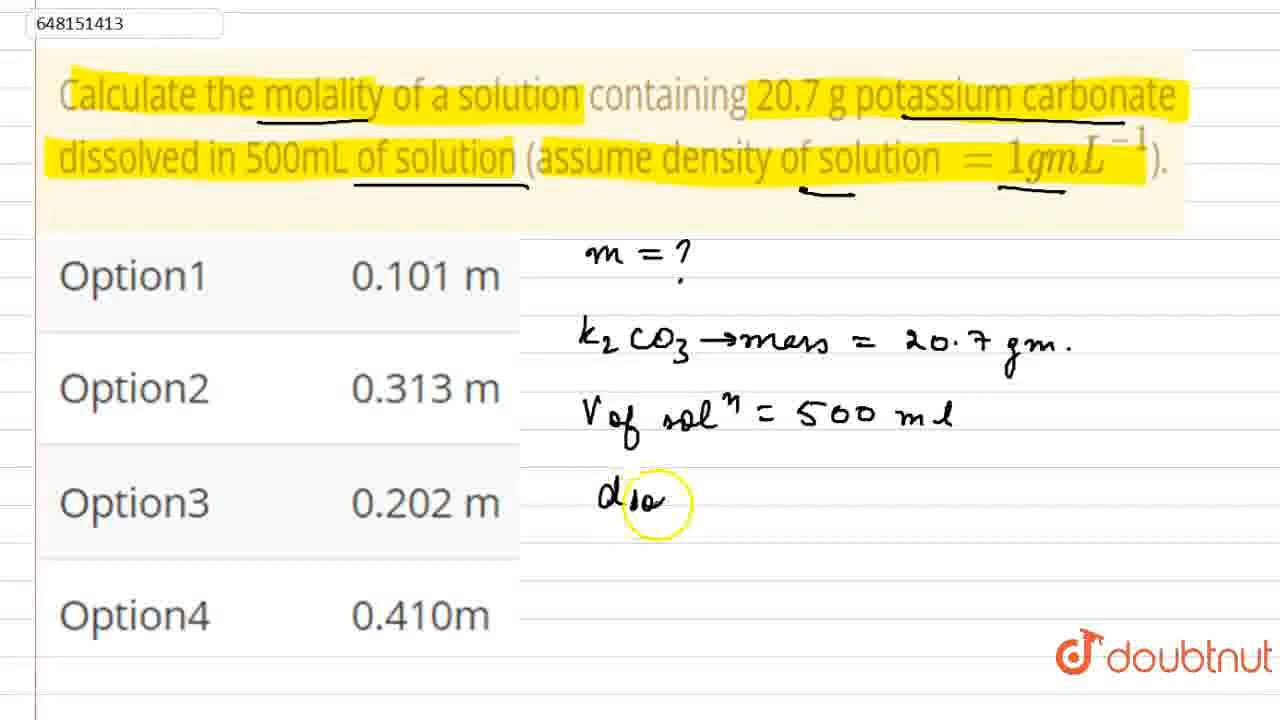 648151413
Calculate the molality of a solution containing 20.7 g potassium carbonate
dissolved in 500mL of solution (assume density of solution = 1gmL⁻¹).
Option1 0.101 m
Option2 0.313 m
Option3 0.202 m
Option4 0.410m
m = ?
K₂CO₃ → mass = 20.7 gm.
V of solⁿ = 500 ml
dso
doubtnut